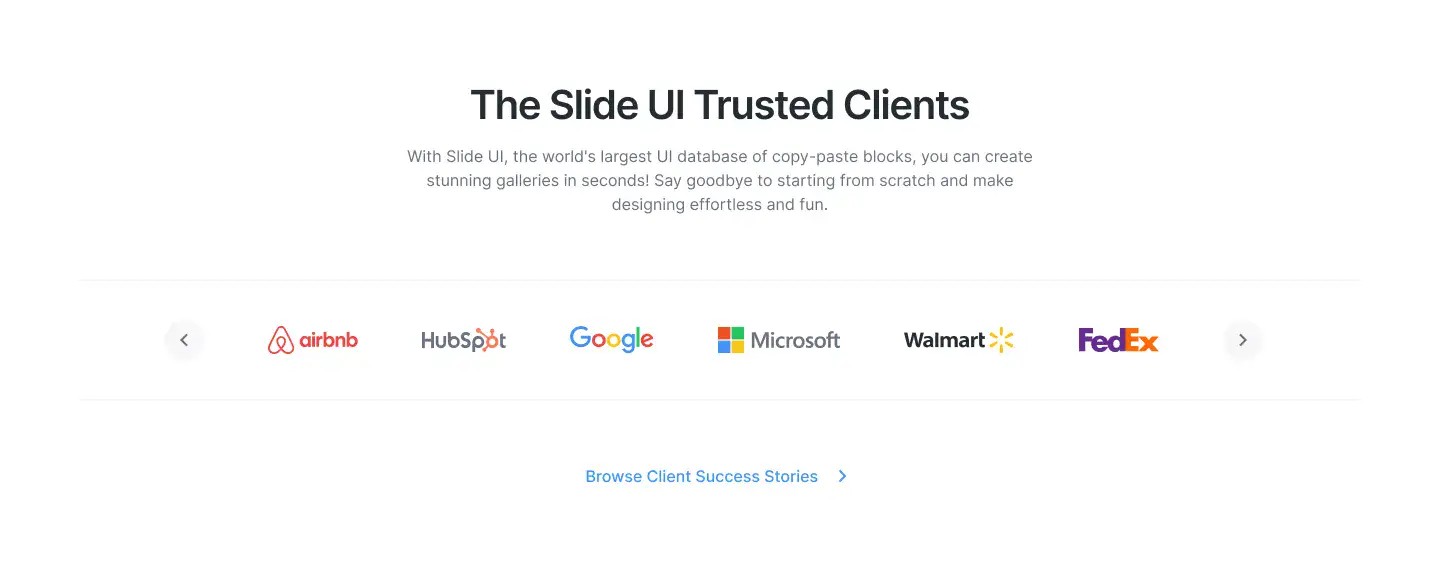 The Slide UI Trusted Clients
With Slide UI, the world's largest UI database of copy-paste blocks, you can create
stunning galleries in seconds! Say goodbye to starting from scratch and make
designing effortless and fun.
airbnb HubSpot Google Microsoft Walmart FedEx
Browse Client Success Stories